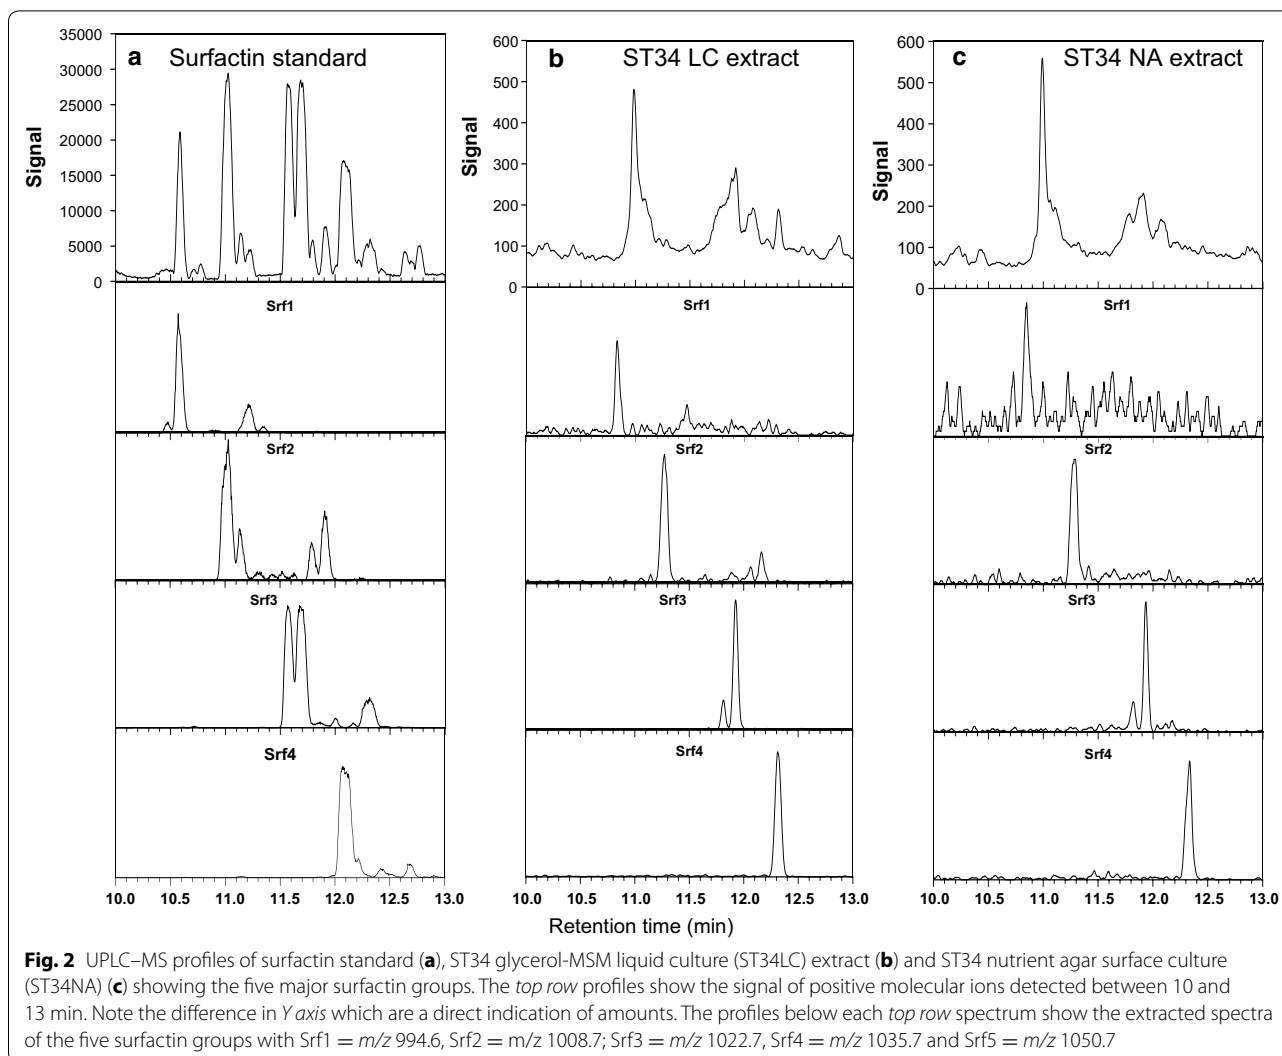 a Surfactin standard
35000
30000
25000
20000
15000
10000
5000
0
Signal
Srf1
Srf2
Srf3
Srf4
10.0 10.5 11.0 11.5 12.0 12.5 13.0
b ST34 LC extract
600
500
400
300
200
100
0
Signal
Srf1
Srf2
Srf3
Srf4
10.0 10.5 11.0 11.5 12.0 12.5 13.0
c ST34 NA extract
600
500
400
300
200
100
0
Signal
Srf1
Srf2
Srf3
Srf4
10.0 10.5 11.0 11.5 12.0 12.5 13.0
Retention time (min)
Fig. 2 UPLC–MS profiles of surfactin standard (a), ST34 glycerol-MSM liquid culture (ST34LC) extract (b) and ST34 nutrient agar surface culture
(ST34NA) (c) showing the five major surfactin groups. The top row profiles show the signal of positive molecular ions detected between 10 and
13 min. Note the difference in Y axis which are a direct indication of amounts. The profiles below each top row spectrum show the extracted spectra
of the five surfactin groups with Srf1 = m/z 994.6, Srf2 = m/z 1008.7; Srf3 = m/z 1022.7, Srf4 = m/z 1035.7 and Srf5 = m/z 1050.7